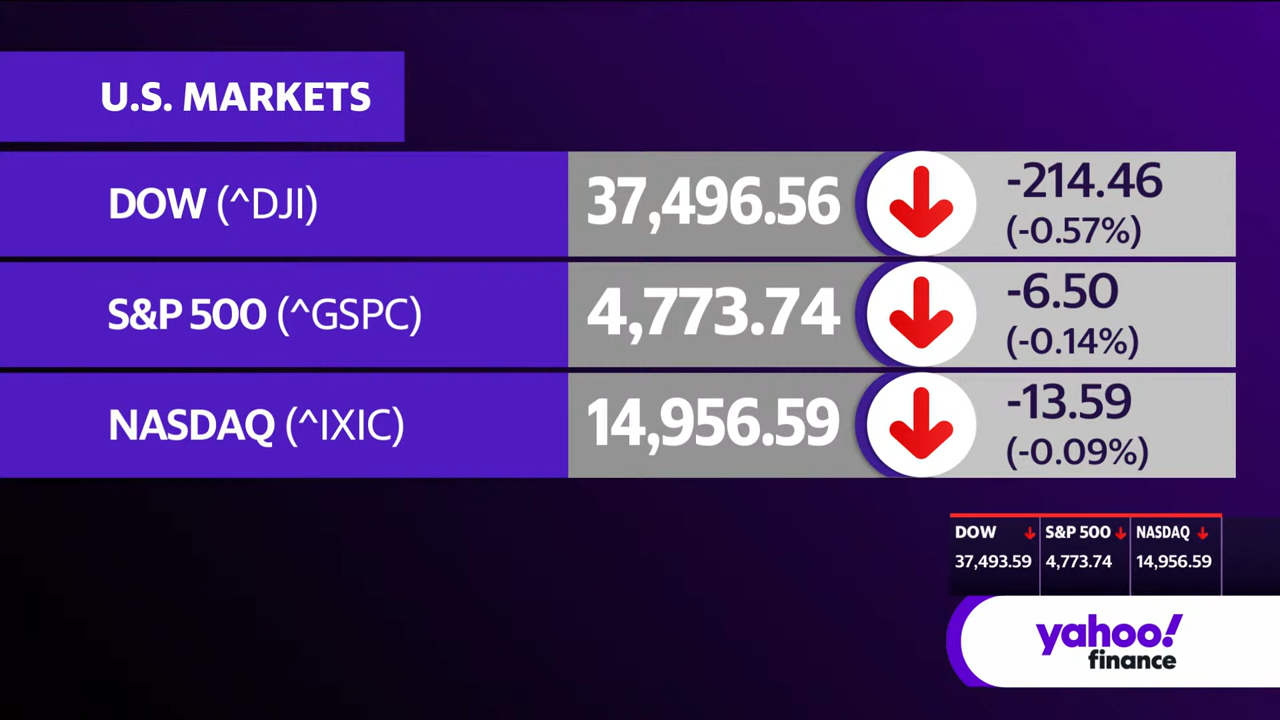 U.S. MARKETS
DOW (^DJI) 37,496.56 -214.46
(-0.57%)
S&P 500 (^GSPC) 4,773.74 -6.50
(-0.14%)
NASDAQ (^IXIC) 14,956.59 -13.59
(-0.09%)
DOW S&P 500 NASDAQ
37,493.59 4,773.74 14,956.59
yahoo!
finance